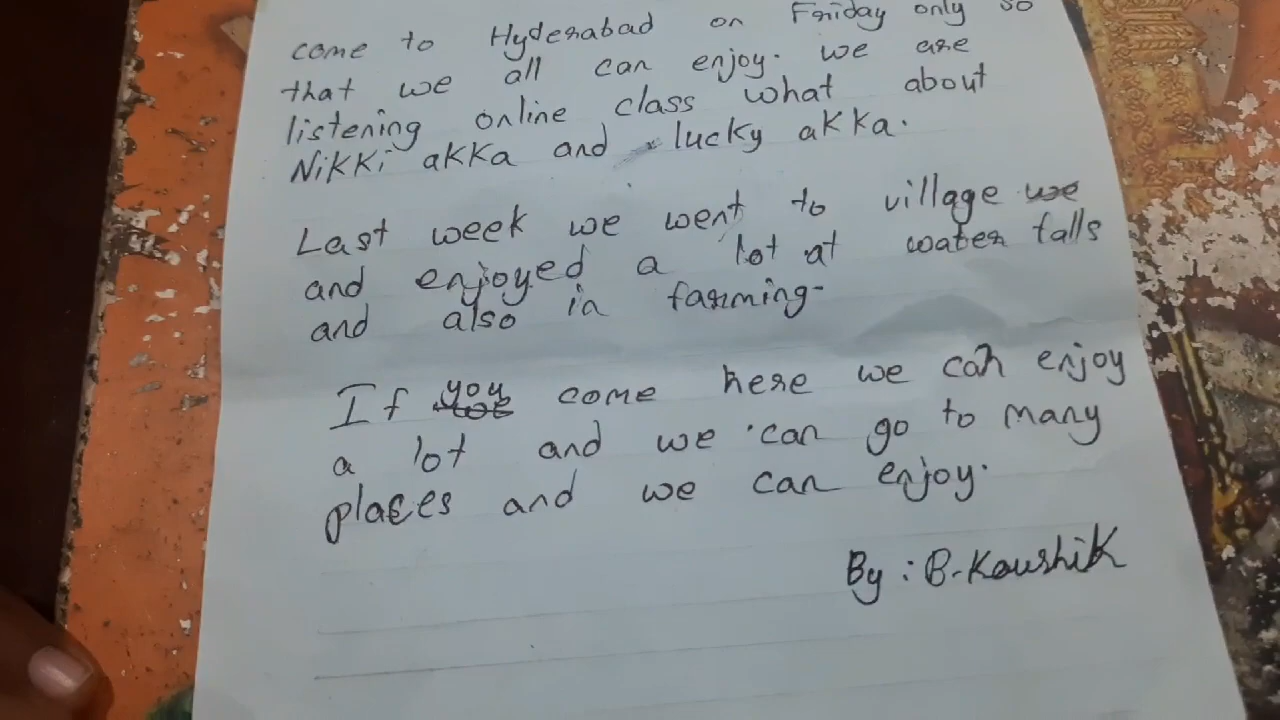 come to Hyderabad on Friday only so
that we all can enjoy. we are
listening online class what about
Nikki akka and lucky akka.
Last week we went to village we
and enjoyed a lot at water falls
and also in farming-
If you come here we can enjoy
a lot and we can go to many
places and we can enjoy.
By : B.Koushik